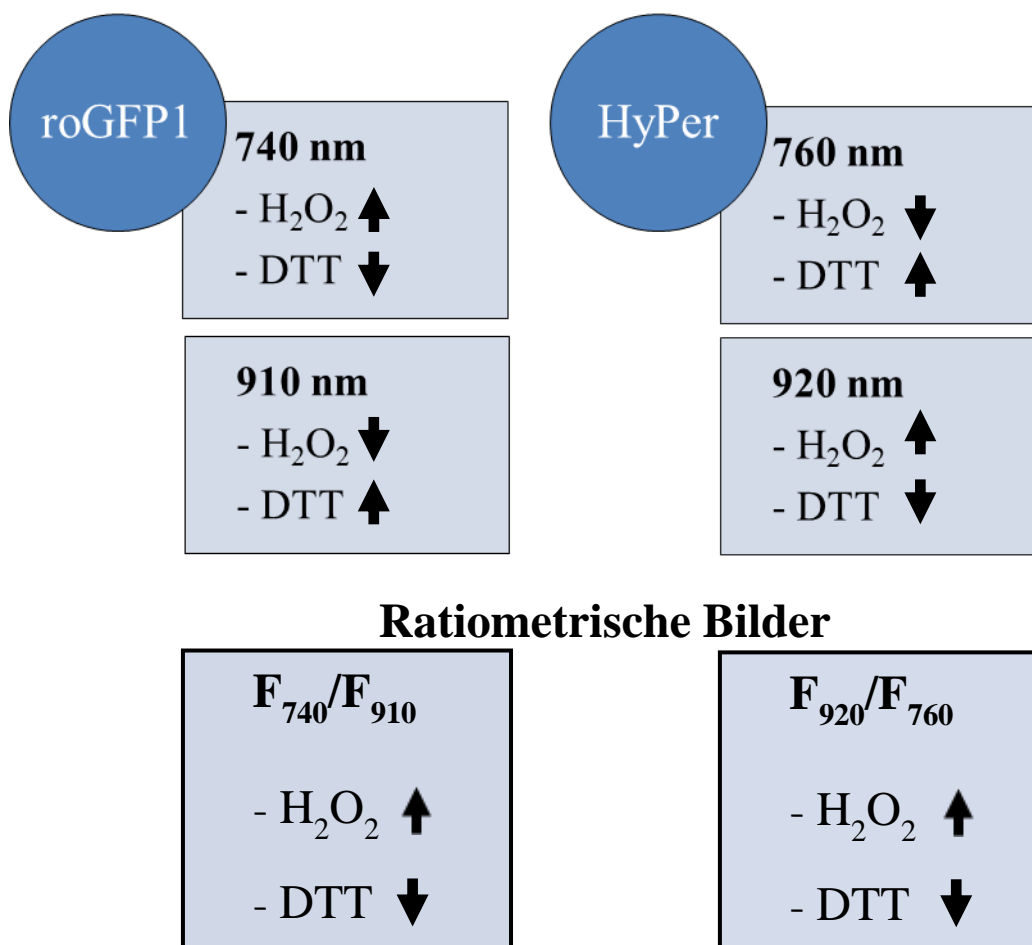 roGFP1
740 nm
- H₂O₂
- DTT
910 nm
- H₂O₂
- DTT
HyPer
760 nm
- H₂O₂
- DTT
920 nm
- H₂O₂
- DTT
Ratiometrische Bilder
F₇₄₀/F₉₁₀
- H₂O₂
- DTT
F₉₂₀/F₇₆₀
- H₂O₂
- DTT